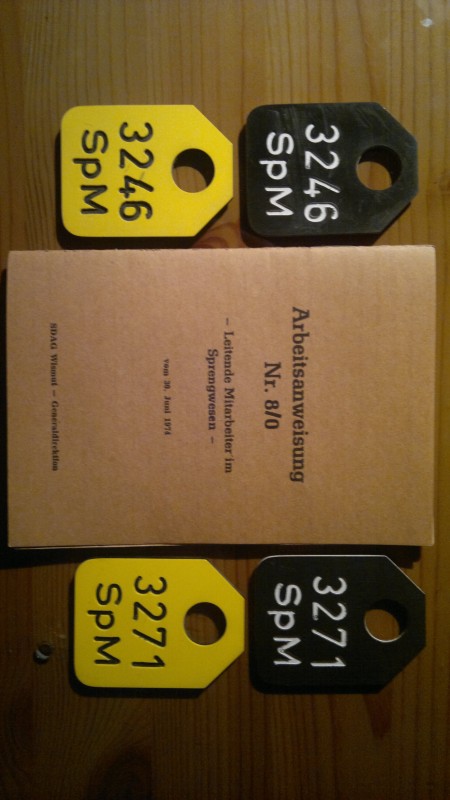 3246
SpM
3246
SpM
Arbeitsanweisung
Nr. 8/0
– Leitende Mitarbeiter im
Sprengwesen –
vom 30. Juni 1974
SDAG Wismut – Generaldirektion
3271
SpM
3271
SpM